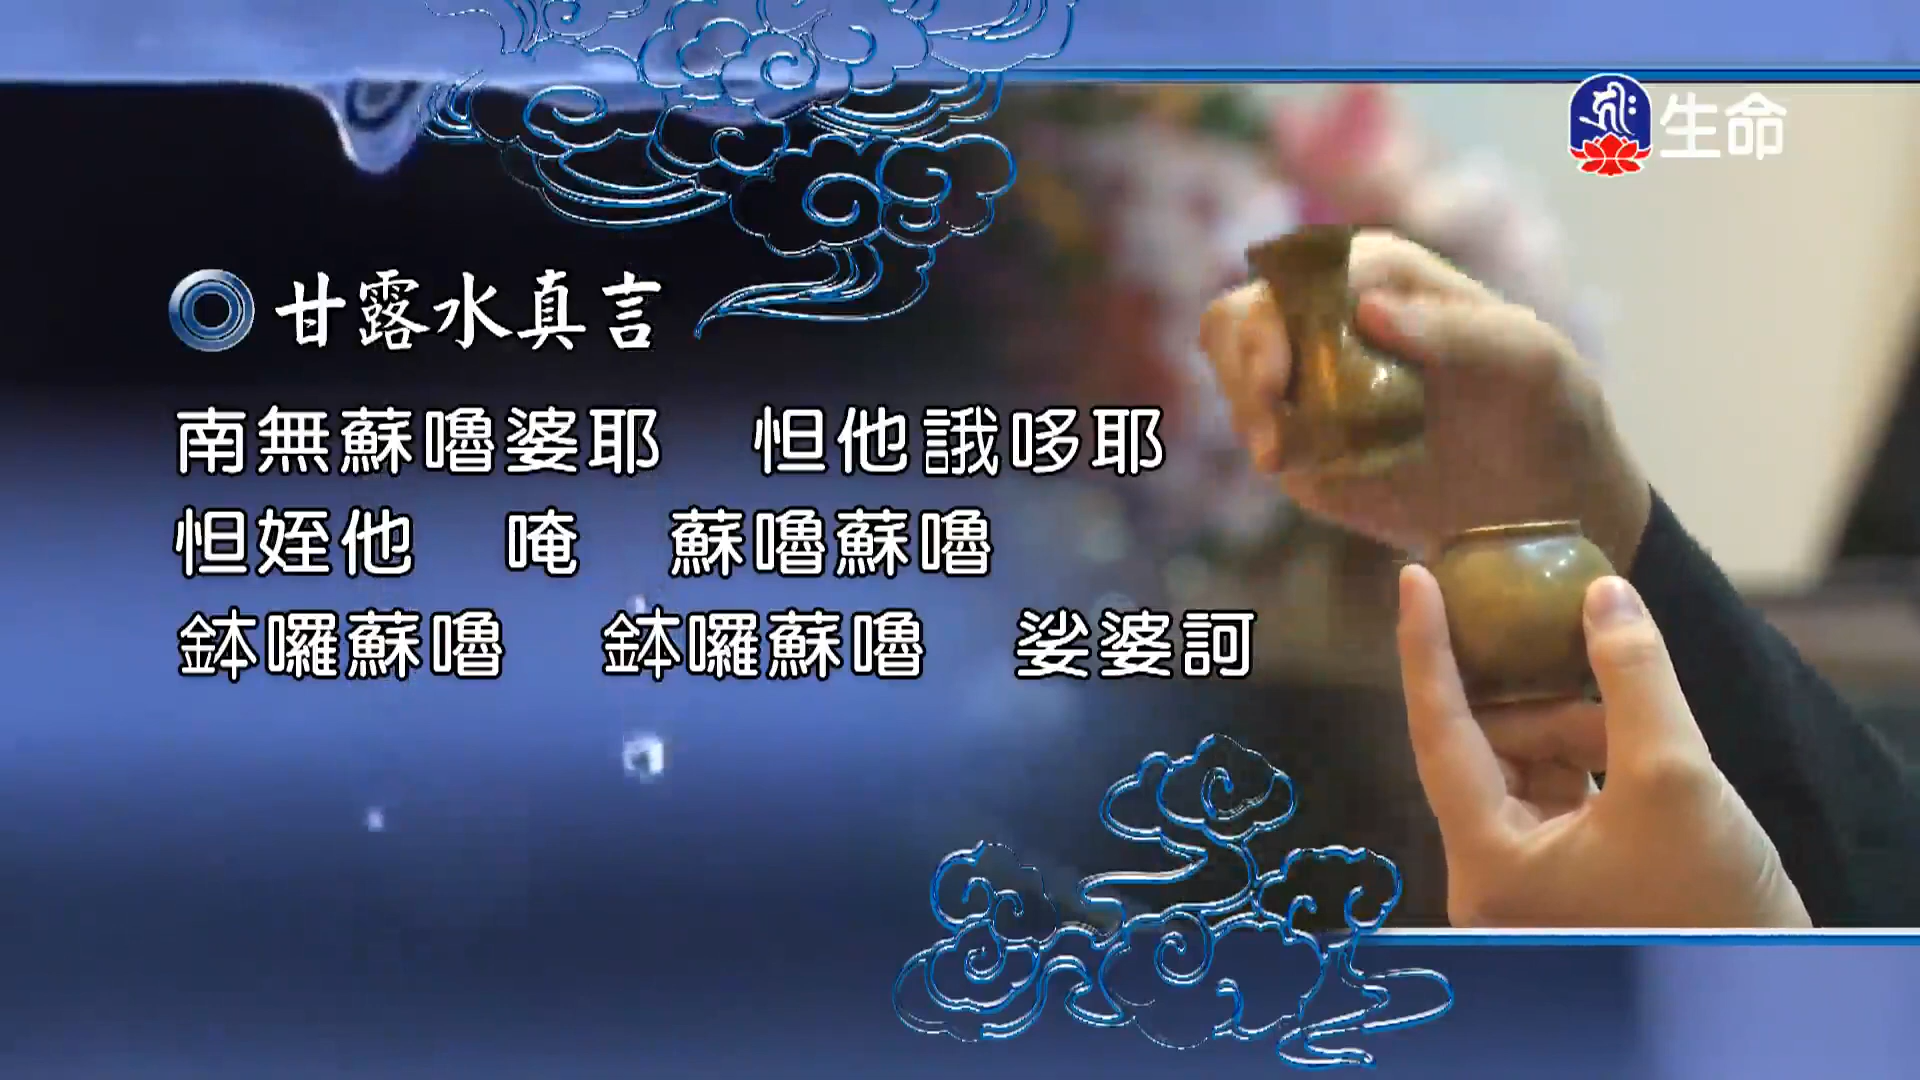 生命
甘露水真言
南無蘇嚕婆耶　怛他誐哆耶
怛姪他　唵　蘇嚕蘇嚕
鉢囉蘇嚕　鉢囉蘇嚕　娑婆訶